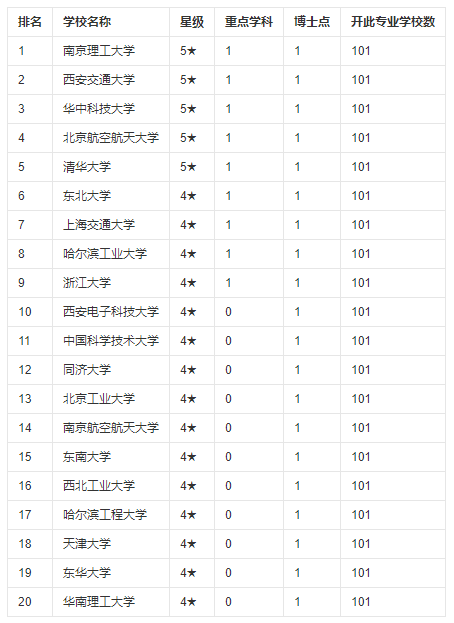 排名 学校名称 星级 重点学科 博士点 开此专业学校数
1 南京理工大学 5★ 1 1 101
2 西安交通大学 5★ 1 1 101
3 华中科技大学 5★ 1 1 101
4 北京航空航天大学 5★ 1 1 101
5 清华大学 5★ 1 1 101
6 东北大学 4★ 1 1 101
7 上海交通大学 4★ 1 1 101
8 哈尔滨工业大学 4★ 1 1 101
9 浙江大学 4★ 1 1 101
10 西安电子科技大学 4★ 0 1 101
11 中国科学技术大学 4★ 0 1 101
12 同济大学 4★ 0 1 101
13 北京工业大学 4★ 0 1 101
14 南京航空航天大学 4★ 0 1 101
15 东南大学 4★ 0 1 101
16 西北工业大学 4★ 0 1 101
17 哈尔滨工程大学 4★ 0 1 101
18 天津大学 4★ 0 1 101
19 东华大学 4★ 0 1 101
20 华南理工大学 4★ 0 1 101